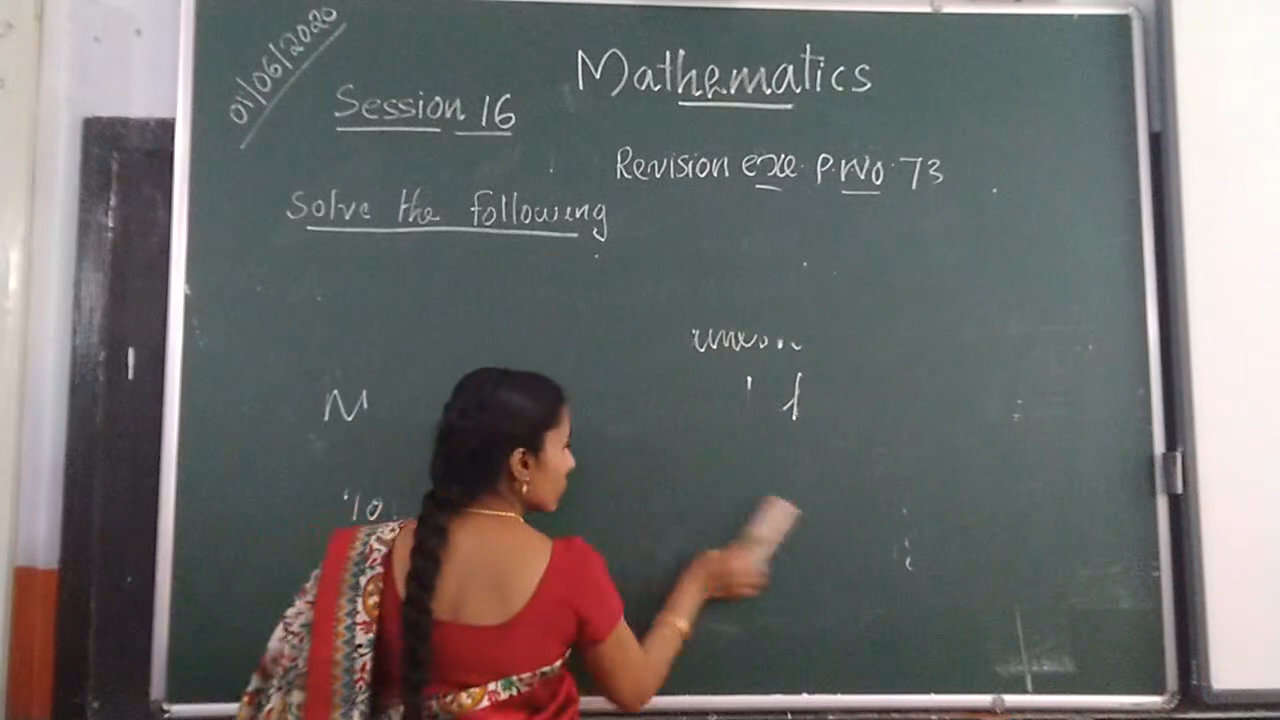 01/06/2020
Mathematics
Session 16
Revision exe. P.No. 73
Solve the following